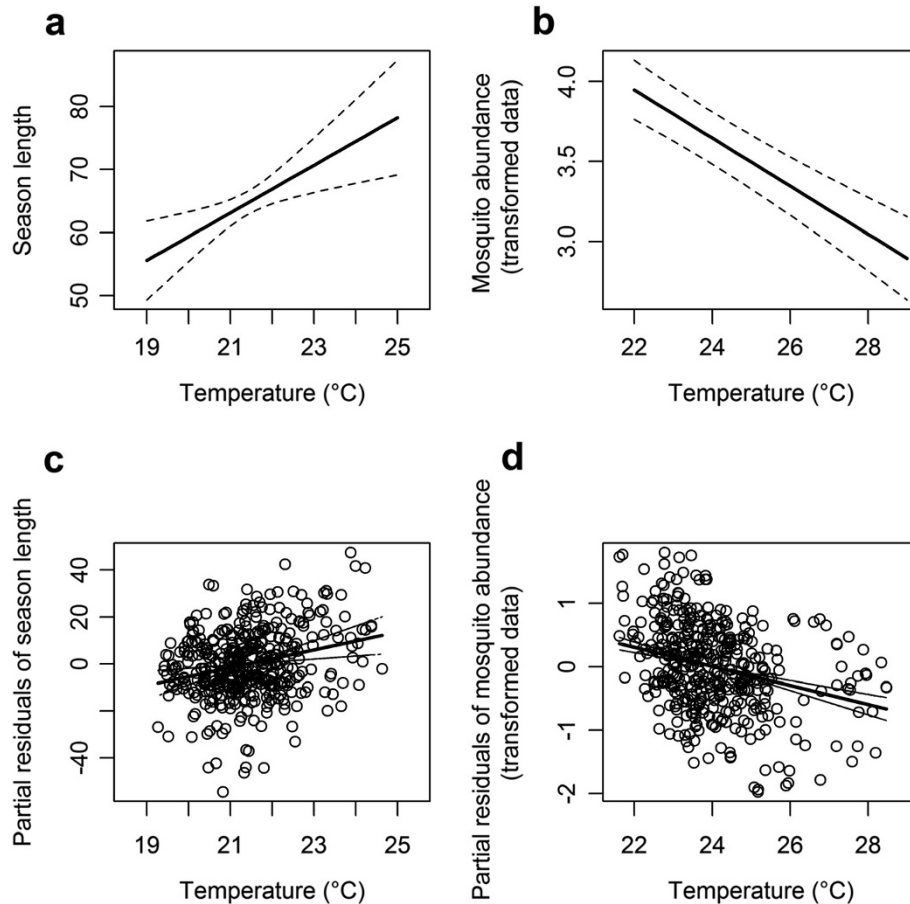 a
Season length
80
70
60
50
19 21 23 25
Temperature (°C)
b
Mosquito abundance
(transformed data)
4.0
3.5
3.0
22 24 26 28
Temperature (°C)
c
Partial residuals of season length
40
20
0
-40
19 21 23 25
Temperature (°C)
d
Partial residuals of mosquito abundance
(transformed data)
1
0
-1
-2
22 24 26 28
Temperature (°C)